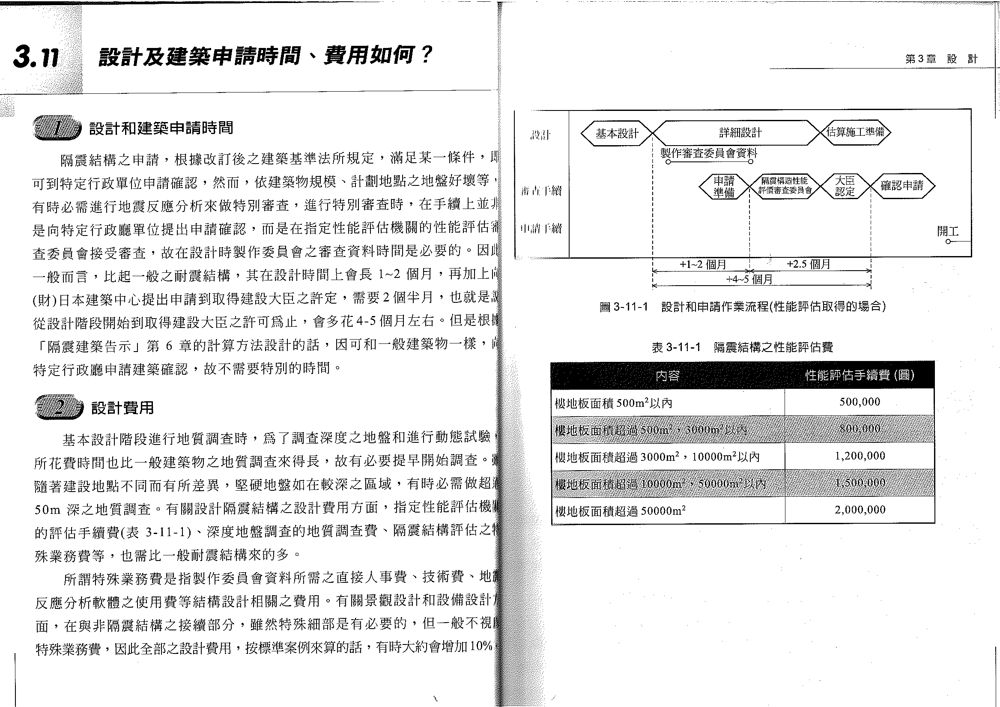 3.11 設計及建築申請時間、費用如何？
1 設計和建築申請時間
隔震結構之申請，根據改訂後之建築基準法所規定，滿足某一條件，即
可到特定行政單位申請確認，然而，依建築物規模、計劃地點之地盤好壞等，
有時必需進行地震反應分析來做特別審查，進行特別審查時，在手續上並非
是向特定行政廳單位提出申請確認，而是在指定性能評估機關的性能評估審
查委員會接受審查，故在設計時製作委員會之審查資料時間是必要的。因此
一般而言，比起一般之耐震結構，其在設計時間上會長 1~2 個月，再加上向
(財)日本建築中心提出申請到取得建設大臣之許定，需要 2 個半月，也就是說
從設計階段開始到取得建設大臣之許可爲止，會多花 4-5 個月左右。但是根據
「隔震建築告示」第 6 章的計算方法設計的話，因可和一般建築物一樣，向
特定行政廳申請建築確認，故不需要特別的時間。
2 設計費用
基本設計階段進行地質調查時，爲了調查深度之地盤和進行動態試驗，
所花費時間也比一般建築物之地質調查來得長，故有必要提早開始調查。
隨著建設地點不同而有所差異，堅硬地盤如在較深之區域，有時必需做超過
50m 深之地質調查。有關設計隔震結構之設計費用方面，指定性能評估機關
的評估手續費(表 3-11-1)、深度地盤調查的地質調查費、隔震結構評估之特
殊業務費等，也需比一般耐震結構來的多。
所謂特殊業務費是指製作委員會資料所需之直接人事費、技術費、地震
反應分析軟體之使用費等結構設計相關之費用。有關景觀設計和設備設計方
面，在與非隔震結構之接續部分，雖然特殊細部是有必要的，但一般不視爲
特殊業務費，因此全部之設計費用，按標準案例來算的話，有時大約會增加 10%
第 3 章 設 計
設計
基本設計
詳細設計
估算施工準備
製作審查委員會資料
審查手續
申請
準備
隔震構造性能
評價審查委員會
大臣
認定
確認申請
申請手續
開工
+1~2 個月
+2.5 個月
+4~5 個月
圖 3-11-1 設計和申請作業流程(性能評估取得的場合)
表 3-11-1 隔震結構之性能評估費
內容 性能評估手續費 (圓)
樓地板面積 500m²以內 500,000
樓地板面積超過 500m²，3000m²以內 800,000
樓地板面積超過 3000m²，10000m²以內 1,200,000
樓地板面積超過 10000m²，50000m²以內 1,500,000
樓地板面積超過 50000m² 2,000,000